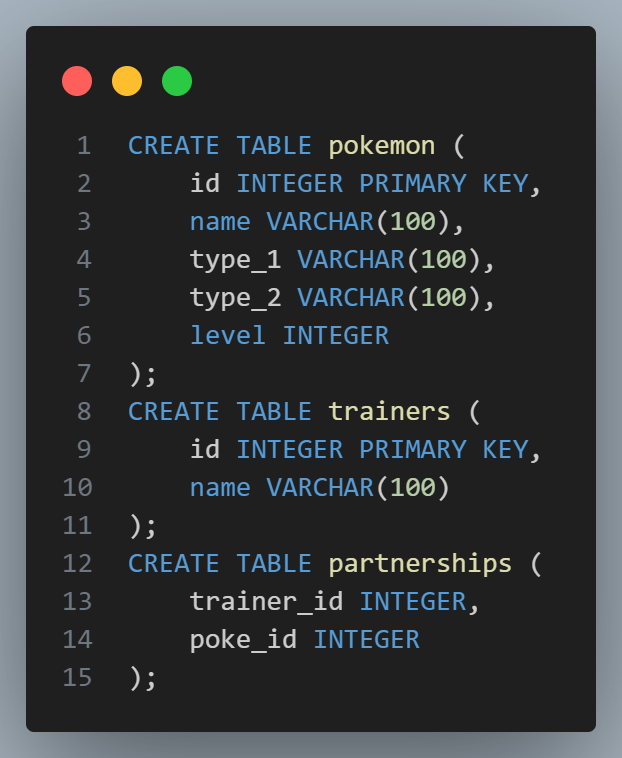 1 CREATE TABLE pokemon (
2     id INTEGER PRIMARY KEY,
3     name VARCHAR(100),
4     type_1 VARCHAR(100),
5     type_2 VARCHAR(100),
6     level INTEGER
7 );
8 CREATE TABLE trainers (
9     id INTEGER PRIMARY KEY,
10     name VARCHAR(100)
11 );
12 CREATE TABLE partnerships (
13     trainer_id INTEGER,
14     poke_id INTEGER
15 );